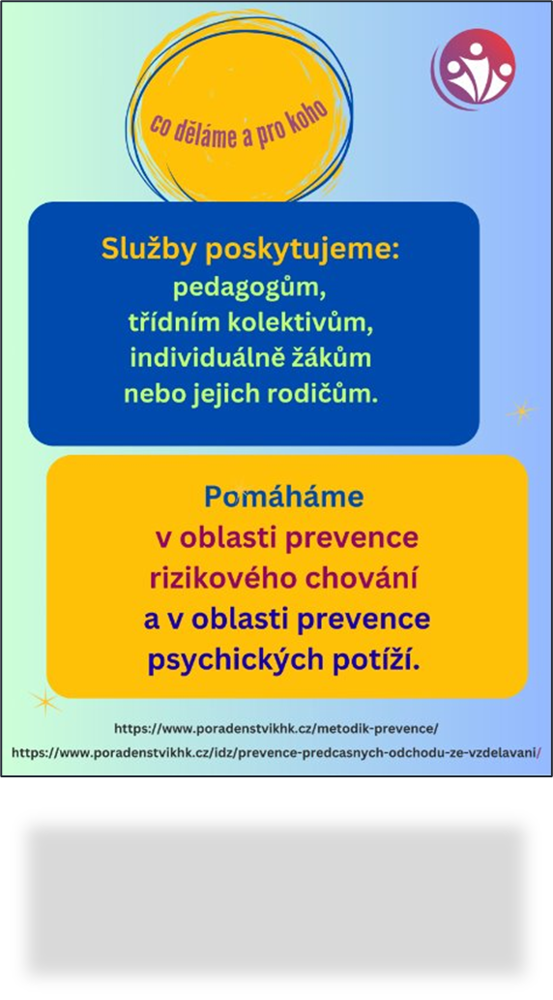 co děláme a pro koho
Služby poskytujeme:
pedagogům,
třídním kolektivům,
individuálně žákům
nebo jejich rodičům.
Pomáháme
v oblasti prevence
rizikového chování
a v oblasti prevence
psychických potíží.
https://www.poradenstvikhk.cz/metodik-prevence/
https://www.poradenstvikhk.cz/idz/prevence-predcasnych-odchodu-ze-vzdelavani/